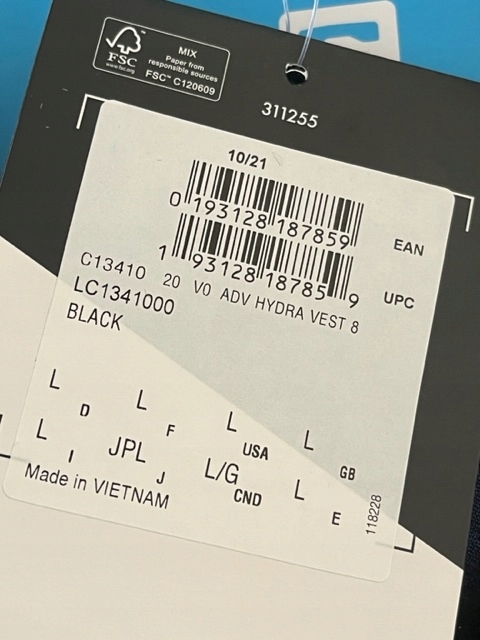 FSC
www.fsc.org
MIX
Paper from
responsible sources
FSC™ C120609
311255
10/21
0 193128 187859
EAN
1 93128 18785 9
UPC
C13410 20 V0 ADV HYDRA VEST 8
LC1341000
BLACK
L D L F L USA L GB
L I JPL J L/G CND L E
Made in VIETNAM
118228